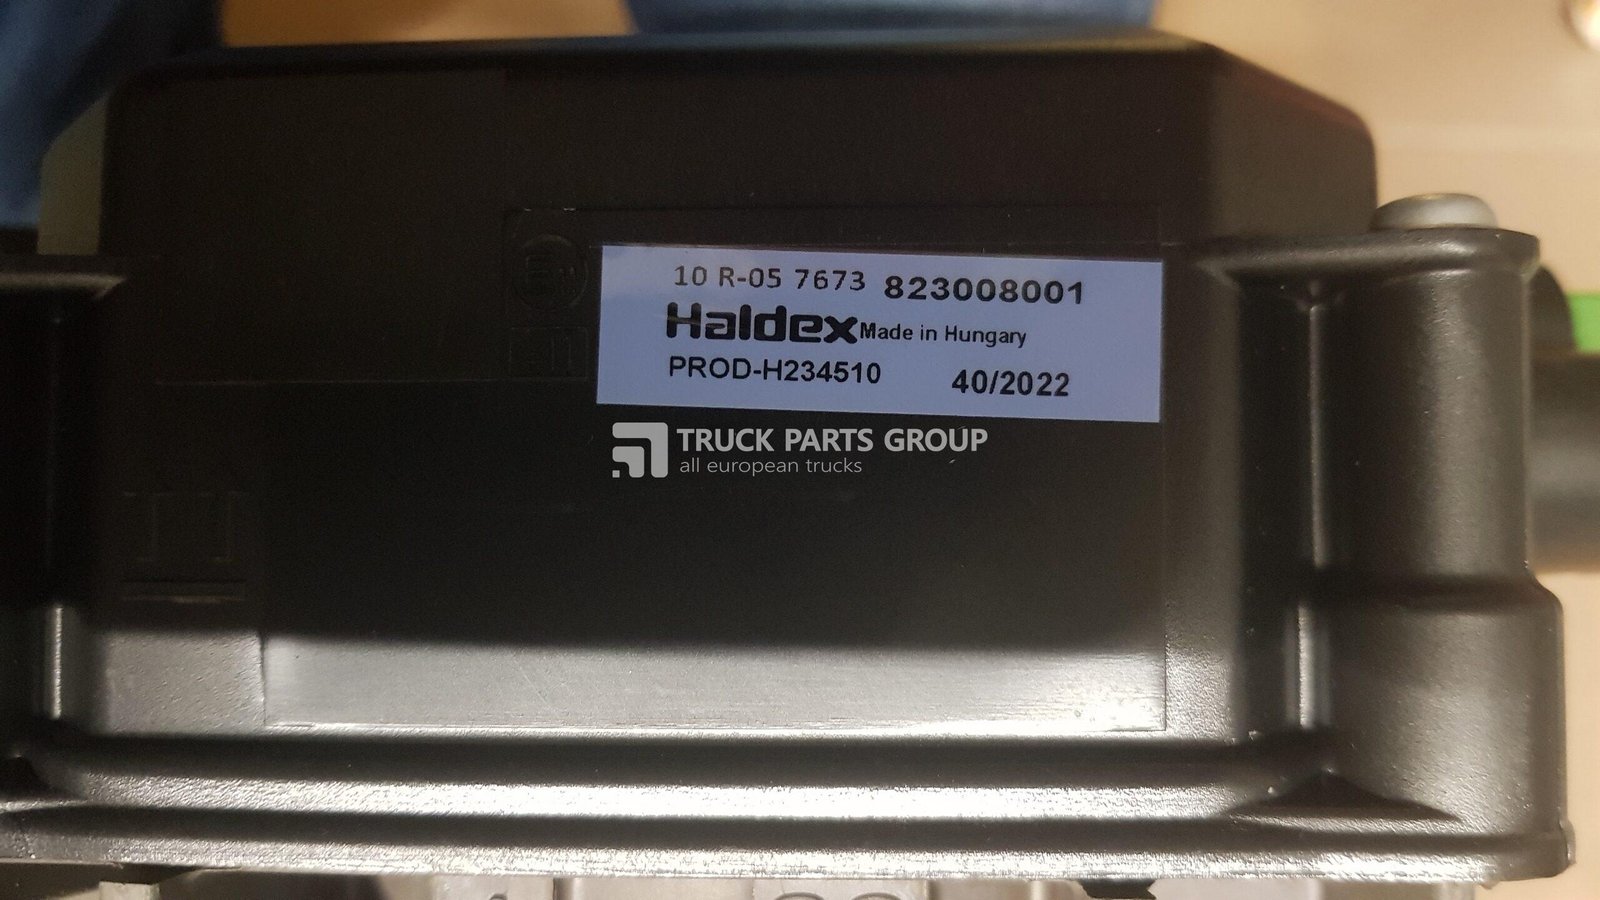 10 R-05 7673 823008001
Haldex Made in Hungary
PROD-H234510 40/2022
TRUCK PARTS GROUP
all european trucks